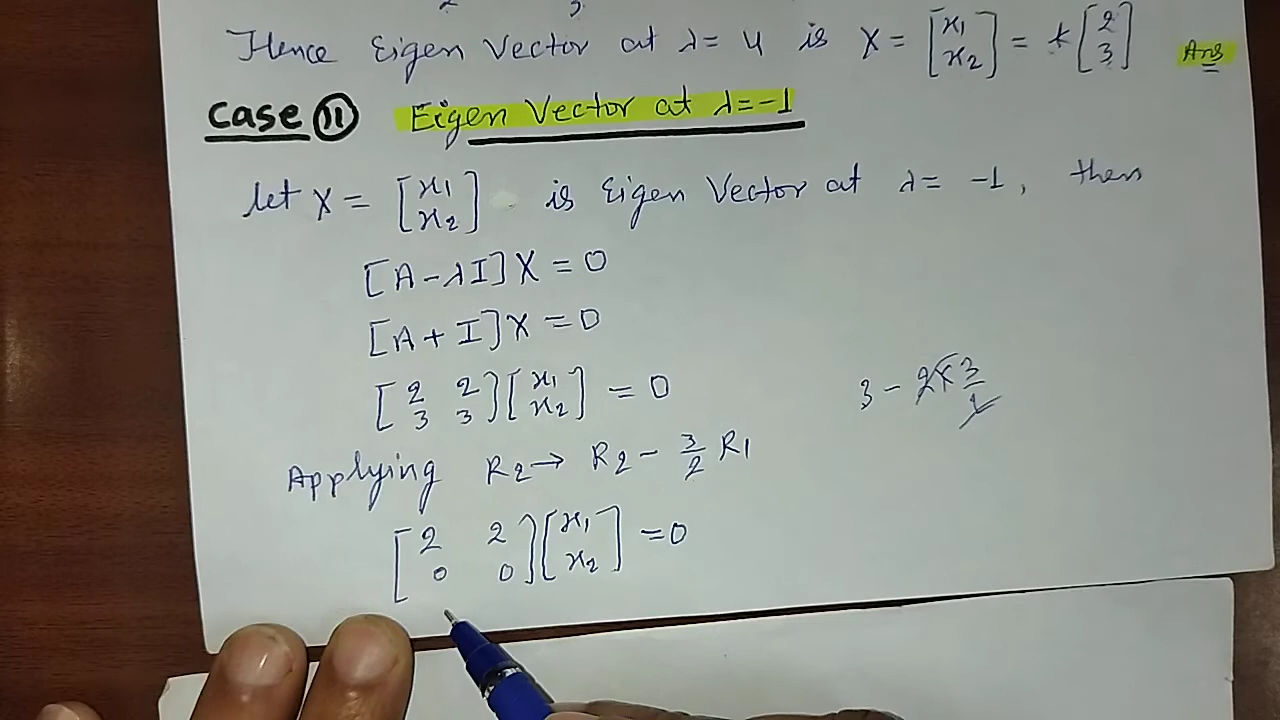 Hence Eigen Vector at λ = 4 is X = [x1 x2] = k[2 3] Ans
Case II Eigen Vector at λ = -1
let X = [x1 x2] is Eigen Vector at λ = -1, then
[A - λI] X = 0
[A + I] X = 0
[2 2 3 3][x1 x2] = 0
3 - 2×3/2
Applying R2 → R2 - 3/2 R1
[2 2 0 0][x1 x2] = 0